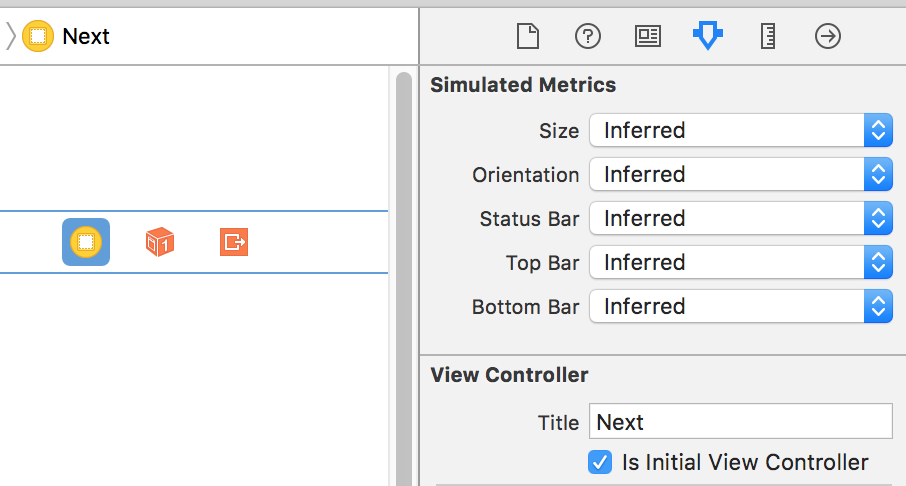 Next
Simulated Metrics
Size Inferred
Orientation Inferred
Status Bar Inferred
Top Bar Inferred
Bottom Bar Inferred
View Controller
Title Next
Is Initial View Controller